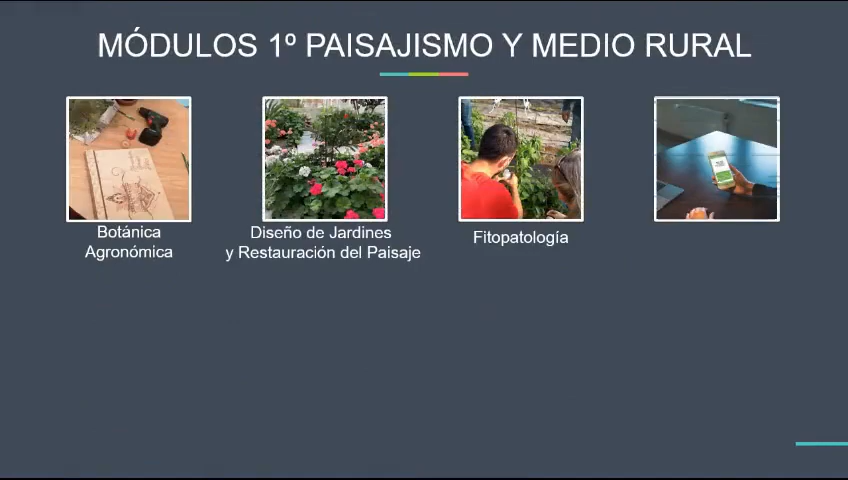 MÓDULOS 1º PAISAJISMO Y MEDIO RURAL
Botánica
Agronómica
Diseño de Jardines
y Restauración del Paisaje
Fitopatología